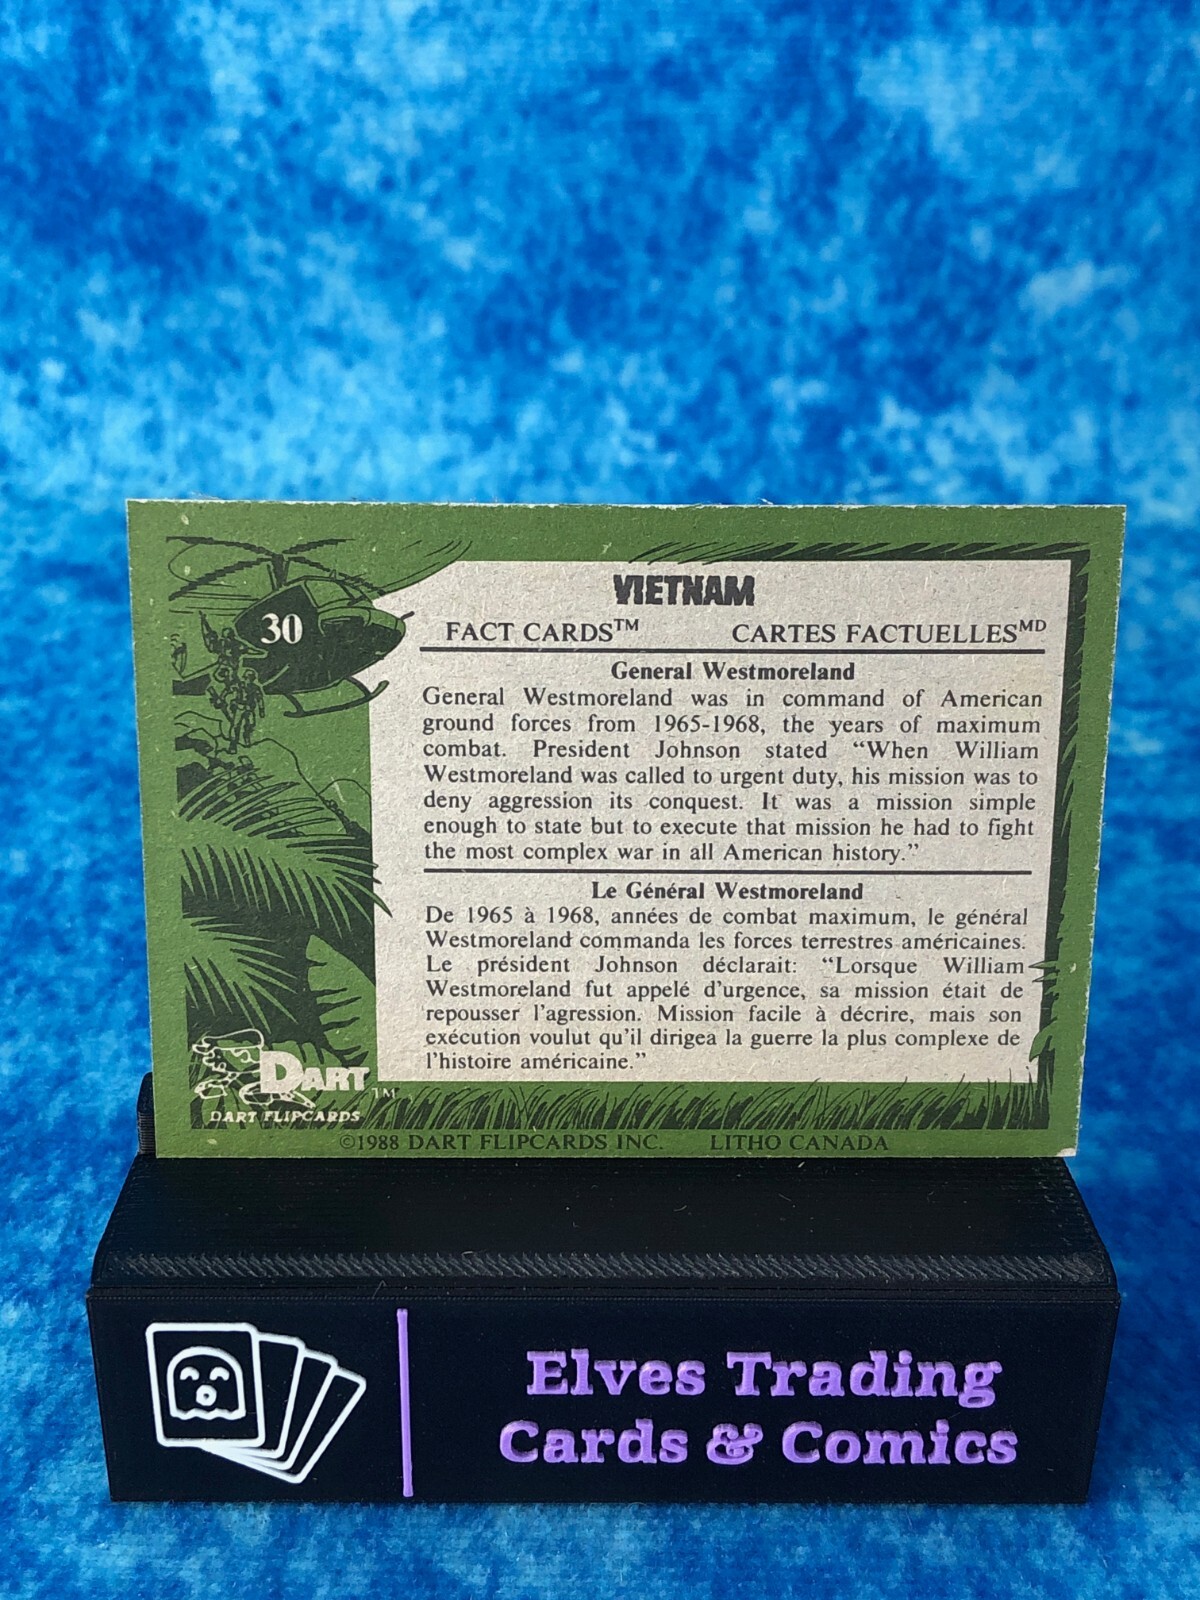 30
VIETNAM
FACT CARDS™ CARTES FACTUELLESMD
General Westmoreland
General Westmoreland was in command of American
ground forces from 1965-1968, the years of maximum
combat. President Johnson stated “When William
Westmoreland was called to urgent duty, his mission was to
deny aggression its conquest. It was a mission simple
enough to state but to execute that mission he had to fight
the most complex war in all American history.”
Le Général Westmoreland
De 1965 à 1968, années de combat maximum, le général
Westmoreland commanda les forces terrestres américaines.
Le président Johnson déclarait: “Lorsque William
Westmoreland fut appelé d’urgence, sa mission était de
repousser l’agression. Mission facile à décrire, mais son
exécution voulut qu’il dirigea la guerre la plus complexe de
l’histoire américaine.”
DART™
DART FLIPCARDS
©1988 DART FLIPCARDS INC. LITHO CANADA
Elves Trading
Cards & Comics